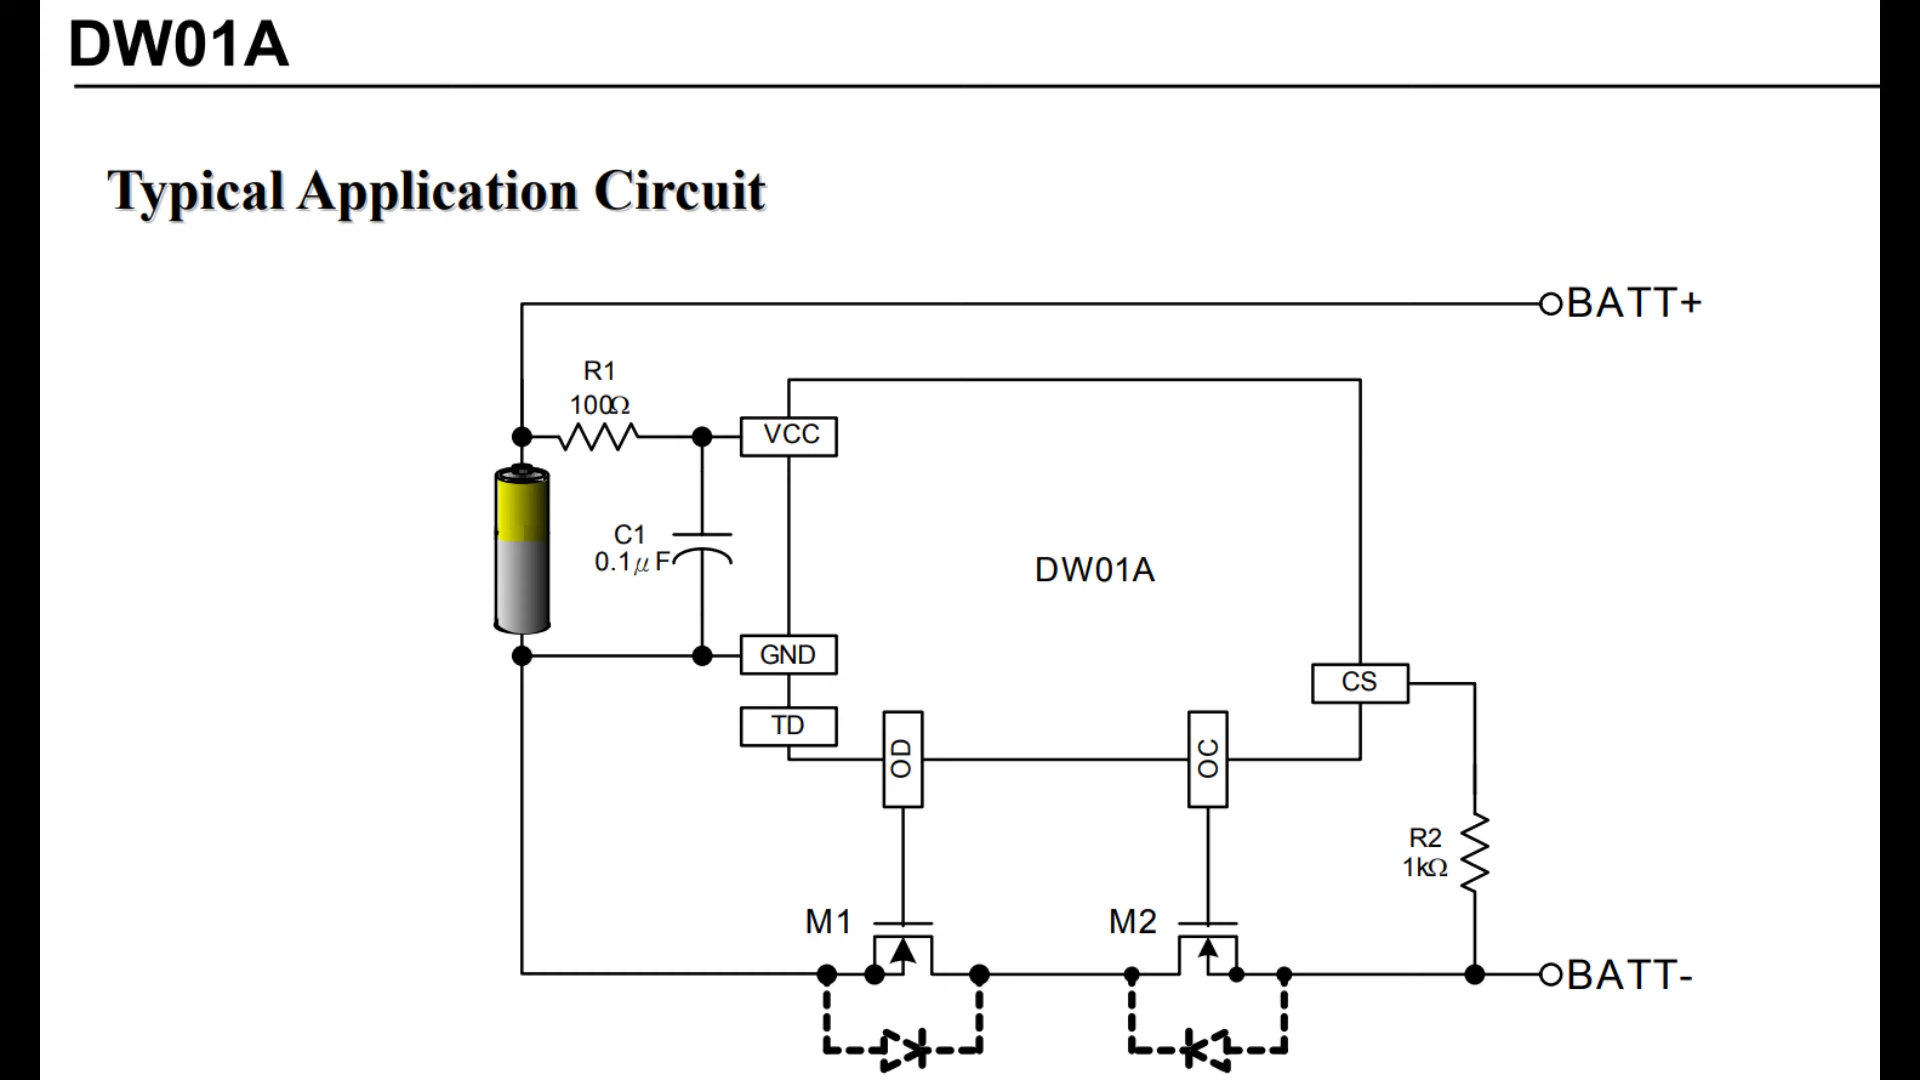 DW01A
Typical Application Circuit
BATT+
R1
100Ω
VCC
C1
0.1μF
DW01A
GND
CS
TD
OD
OC
R2
1kΩ
M1
M2
BATT-